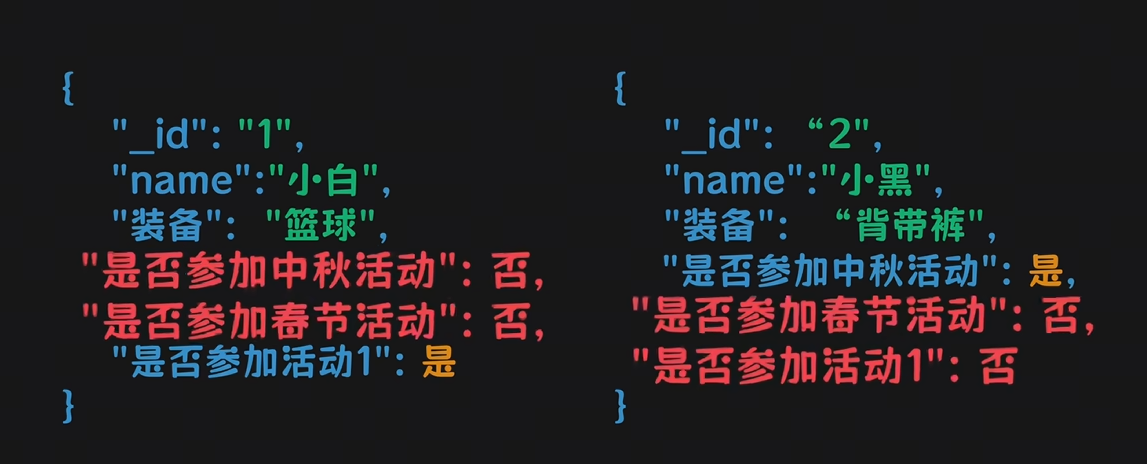 {
"_id": "1",
"name":"小白",
"装备": "篮球",
"是否参加中秋活动": 否,
"是否参加春节活动": 否,
"是否参加活动1": 是
}
{
"_id": “2",
"name":"小黑",
"装备": “背带裤",
"是否参加中秋活动": 是,
"是否参加春节活动": 否,
"是否参加活动1": 否
}